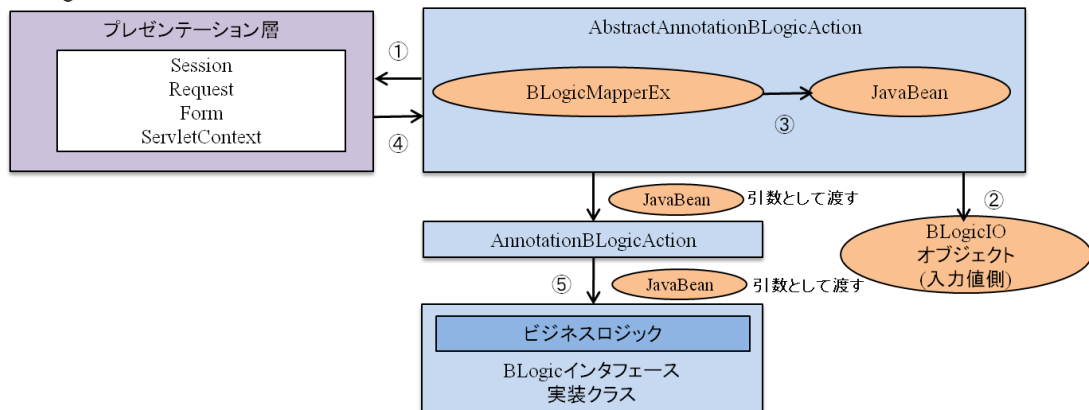 プレゼンテーション層
Session
Request
Form
ServletContext
①
④
AbstractAnnotationBLogicAction
BLogicMapperEx
③
JavaBean
JavaBean 引数として渡す
②
AnnotationBLogicAction
BLogicIO
オブジェクト
(入力値側)
⑤
JavaBean 引数として渡す
ビジネスロジック
BLogicインタフェース
実装クラス